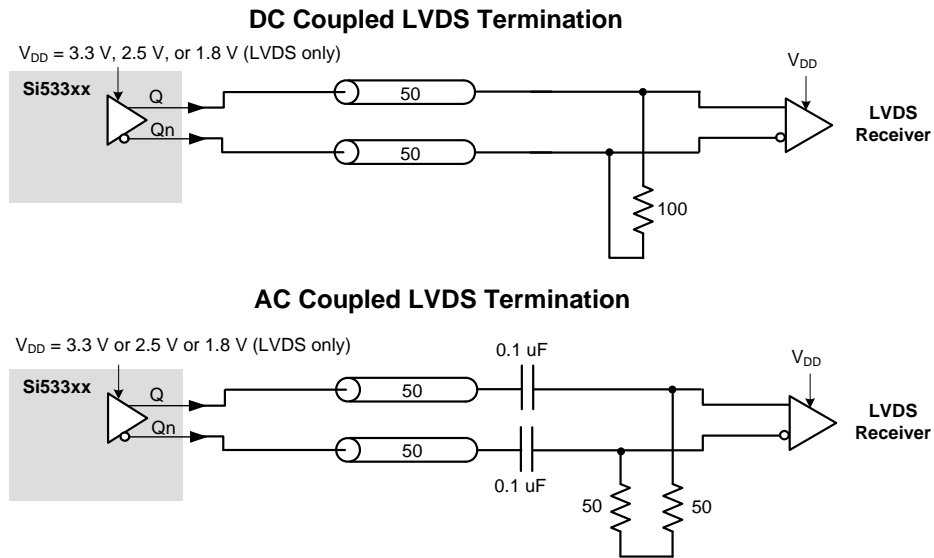 DC Coupled LVDS Termination
V_DD = 3.3 V, 2.5 V, or 1.8 V (LVDS only)
Si533xx
Q
Qn
50
50
V_DD
LVDS
Receiver
100
AC Coupled LVDS Termination
V_DD = 3.3 V or 2.5 V or 1.8 V (LVDS only)
Si533xx
Q
Qn
50
50
0.1 uF
0.1 uF
V_DD
LVDS
Receiver
50
50